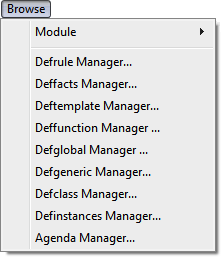 Browse
Module
Defrule Manager...
Deffacts Manager...
Deftemplate Manager...
Deffunction Manager ...
Defglobal Manager ...
Defgeneric Manager...
Defclass Manager...
Definstances Manager...
Agenda Manager...